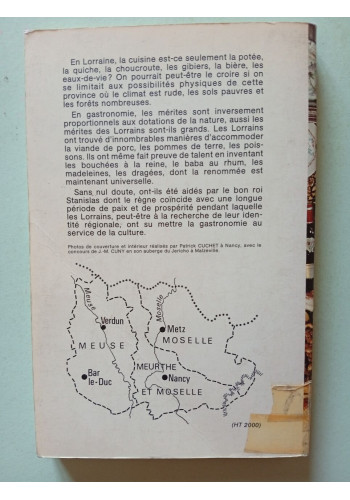 En Lorraine, la cuisine est-ce seulement la potée,
la quiche, la choucroute, les gibiers, la bière, les
eaux-de-vie? On pourrait peut-être le croire si on
se limitait aux possibilités physiques de cette
province où le climat est rude, les sols pauvres et
les forêts nombreuses.
En gastronomie, les mérites sont inversement
proportionnels aux dotations de la nature, aussi les
mérites des Lorrains sont-ils grands. Les Lorrains
ont trouvé d'innombrables manières d'accommoder
la viande de porc, les pommes de terre, les pois-
sons. Ils ont même fait preuve de talent en inventant
les bouchées à la reine, le baba au rhum, les
madeleines, les dragées, dont la renommée est
maintenant universelle.
Sans nul doute, ont-ils été aidés par le bon roi
Stanislas dont le règne coïncide avec une longue
période de paix et de prospérité pendant laquelle
les Lorrains, peut-être à la recherche de leur iden-
tité régionale, ont su mettre la gastronomie au
service de la culture.
Photos de couverture et intérieur réalisés par Patrick CUCHET à Nancy, avec le
concours de J.-M. CUNY en son auberge du Jericho à Malzéville.
Meuse
Moselle
Verdun
Metz
MEUSE
MOSELLE
Bar
le-Duc
MEURTHE
Nancy
ET MOSELLE
(HT 2000)